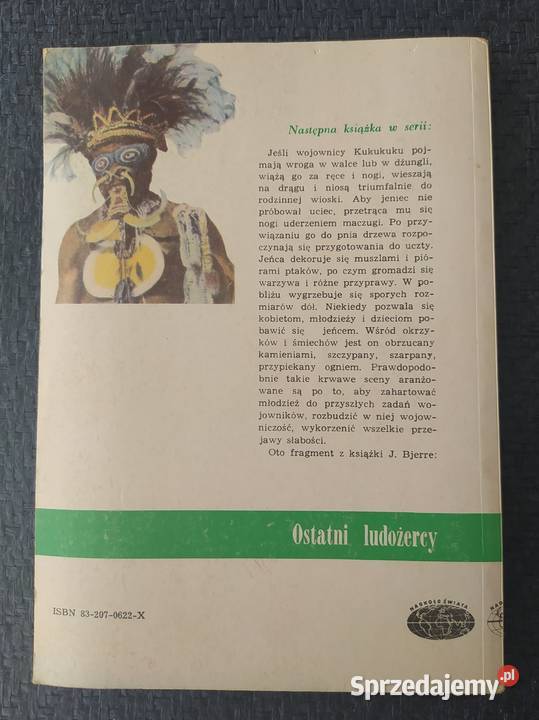 Następna książka w serii:
Jeśli wojownicy Kukukuku poj-
mają wroga w walce lub w dżungli,
wiążą go za ręce i nogi, wieszają
na drągu i niosą triumfalnie do
rodzinnej wioski. Aby jeniec nie
próbował uciec, przetrąca mu się
nogi uderzeniem maczugi. Po przy-
wiązaniu go do pnia drzewa rozpo-
czynają się przygotowania do uczty.
Jeńca dekoruje się muszlami i pió-
rami ptaków, po czym gromadzi się
warzywa i różne przyprawy. W po-
bliżu wygrzebuje się sporych roz-
miarów dół. Niekiedy pozwala się
kobietom, młodzieży i dzieciom po-
bawić się jeńcem. Wśród okrzy-
ków i śmiechów jest on obrzucany
kamieniami, szczypany, szarpany,
przypiekany ogniem. Prawdopodo-
bnie takie krwawe sceny aranżo-
wane są po to, aby zahartować
młodzież do przyszłych zadań wo-
jowników, rozbudzić w niej wojow-
niczość, wykorzenić wszelkie prze-
jawy słabości.
Oto fragment z książki J. Bjerre:
Ostatni ludożercy
ISBN 83-207-0622-X
NAOKOŁO ŚWIATA
Sprzedajemy.pl